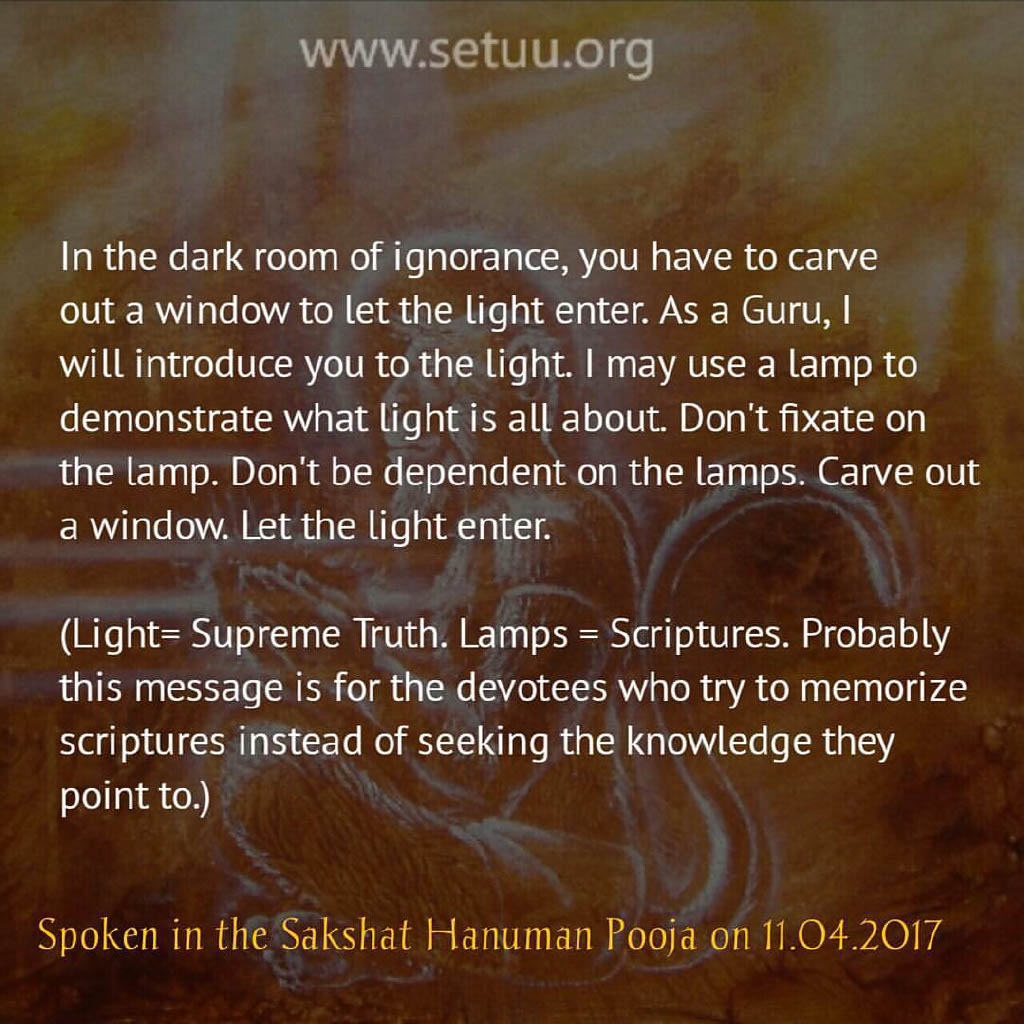 www.setuu.org
In the dark room of ignorance, you have to carve
out a window to let the light enter. As a Guru, I
will introduce you to the light. I may use a lamp to
demonstrate what light is all about. Don't fixate on
the lamp. Don't be dependent on the lamps. Carve out
a window. Let the light enter.
(Light= Supreme Truth. Lamps = Scriptures. Probably
this message is for the devotees who try to memorize
scriptures instead of seeking the knowledge they
point to.)
Spoken in the Sakshat Hanuman Pooja on 11.04.2017